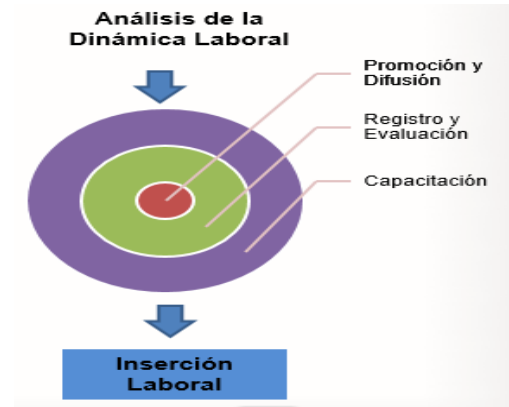 Análisis de la
Dinámica Laboral
Promoción y
Difusión
Registro y
Evaluación
Capacitación
Inserción
Laboral